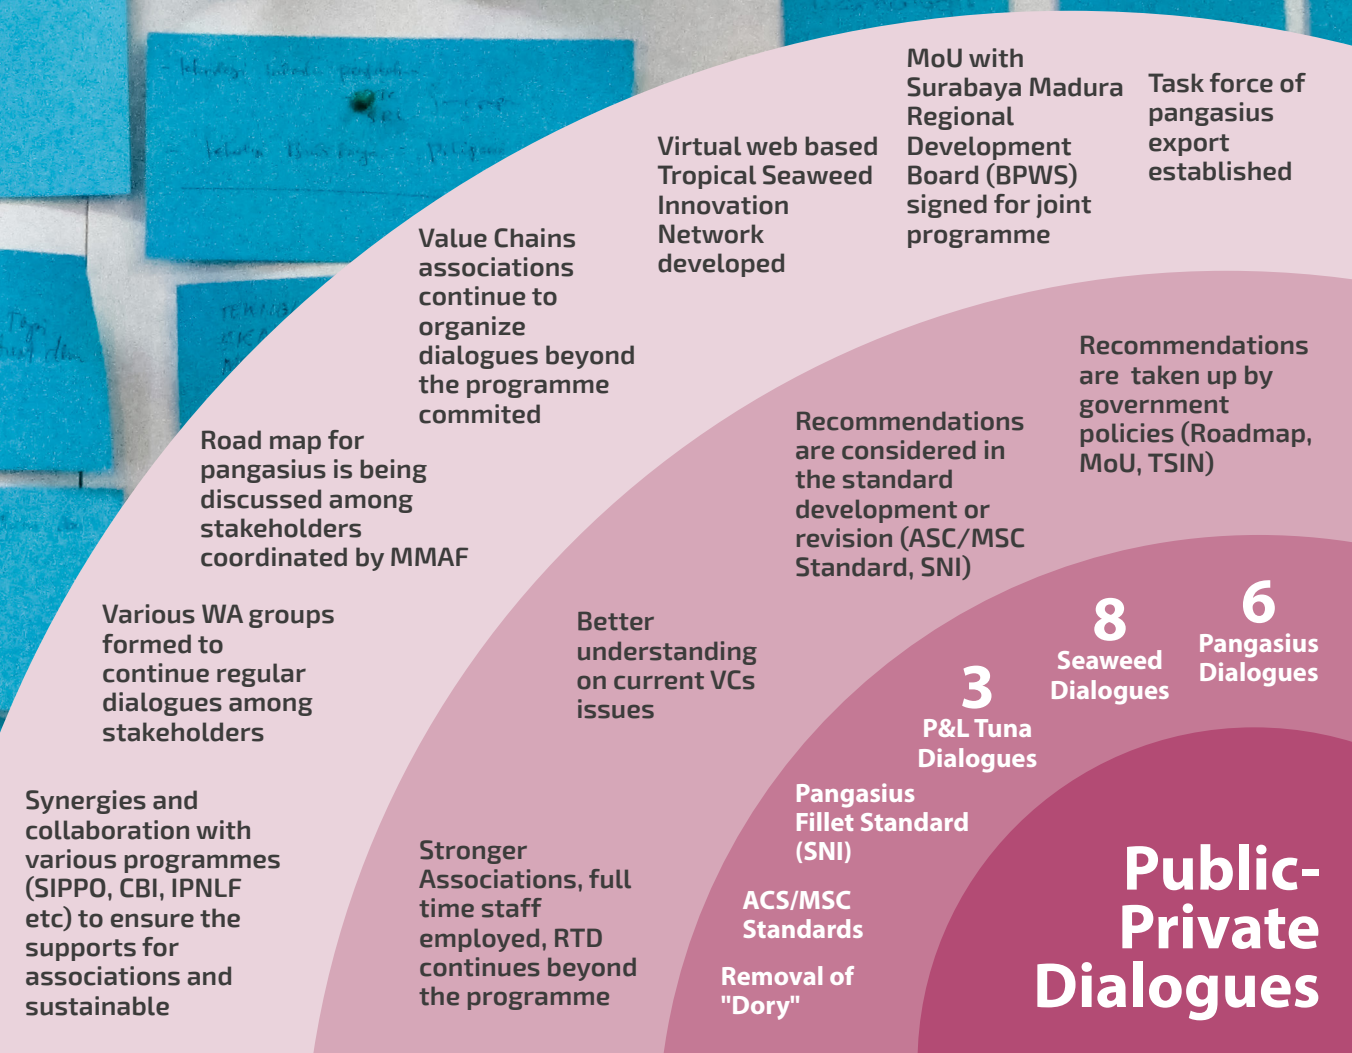 MoU with
Surabaya Madura
Regional
Development
Board (BPWS)
signed for joint
programme
Task force of
pangasius
export
established
Virtual web based
Tropical Seaweed
Innovation
Network
developed
Value Chains
associations
continue to
organize
dialogues beyond
the programme
commited
Road map for
pangasius is being
discussed among
stakeholders
coordinated by MMAF
Various WA groups
formed to
continue regular
dialogues among
stakeholders
Synergies and
collaboration with
various programmes
(SIPPO, CBI, IPNLF
etc) to ensure the
supports for
associations and
sustainable
Recommendations
are taken up by
government
policies (Roadmap,
MoU, TSIN)
Recommendations
are considered in
the standard
development or
revision (ASC/MSC
Standard, SNI)
Better
understanding
on current VCs
issues
Stronger
Associations, full
time staff
employed, RTD
continues beyond
the programme
6
Pangasius
Dialogues
8
Seaweed
Dialogues
3
P&L Tuna
Dialogues
Pangasius
Fillet Standard
(SNI)
ACS/MSC
Standards
Removal of
"Dory"
Public-
Private
Dialogues